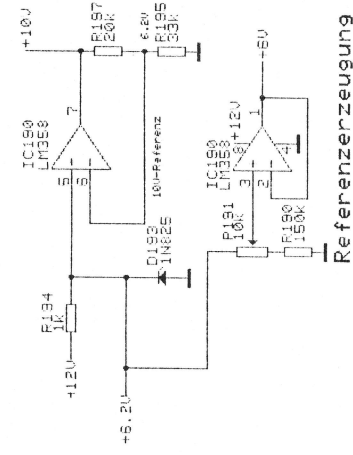 +12V
R194
1K
+6.2V
D193
1N825
IC190
LM358
5
6
7
10V-Referenz
+10V
R197
20K
6.2V
R195
33K
P191
10K
R190
150K
IC190
LM358
3
2
8
+12V
1
4
+6V
Referenzerzeugung